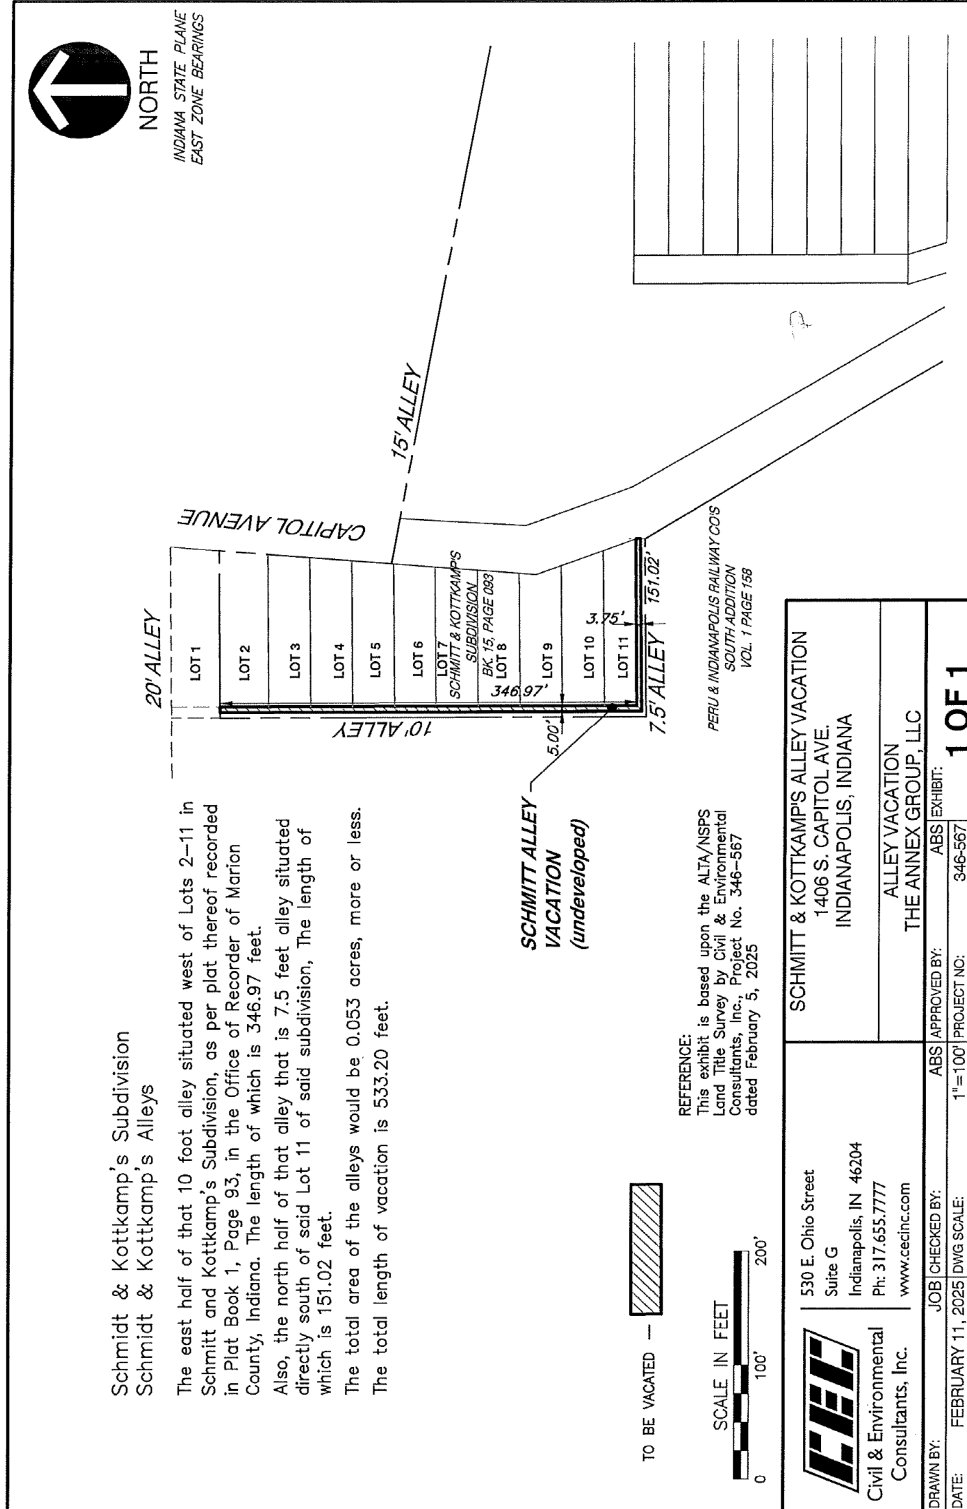 NORTH
INDIANA STATE PLANE
EAST ZONE BEARINGS
Schmidt & Kottkamp's Subdivision
Schmidt & Kottkamp's Alleys
The east half of that 10 foot alley situated west of Lots 2-11 in
Schmitt and Kottkamp's Subdivision, as per plat thereof recorded
in Plat Book 1, Page 93, in the Office of Recorder of Marion
County, Indiana. The length of which is 346.97 feet.
Also, the north half of that alley that is 7.5 feet alley situated
directly south of said Lot 11 of said subdivision, The length of
which is 151.02 feet.
The total area of the alleys would be 0.053 acres, more or less.
The total length of vacation is 533.20 feet.
20' ALLEY
CAPITOL AVENUE
15' ALLEY
LOT 1
LOT 2
LOT 3
LOT 4
LOT 5
LOT 6
LOT 7
SCHMITT & KOTTKAMP'S
SUBDIVISION
BK. 15, PAGE 093
LOT 8
LOT 9
LOT 10
LOT 11
346.97'
10' ALLEY
5.00'
3.75'
151.02'
7.5' ALLEY
SCHMITT ALLEY
VACATION
(undeveloped)
PERU & INDIANAPOLIS RAILWAY CO'S
SOUTH ADDITION
VOL. 1 PAGE 158
REFERENCE:
This exhibit is based upon the ALTA/NSPS
Land Title Survey by Civil & Environmental
Consultants, Inc., Project No. 346-567
dated February 5, 2025
TO BE VACATED
SCALE IN FEET
0 100' 200'
CEC
Civil & Environmental
Consultants, Inc.
530 E. Ohio Street
Suite G
Indianapolis, IN 46204
Ph: 317.655.7777
www.cecinc.com
SCHMITT & KOTTKAMP'S ALLEY VACATION
1406 S. CAPITOL AVE.
INDIANAPOLIS, INDIANA
ALLEY VACATION
THE ANNEX GROUP, LLC
DRAWN BY: JOB CHECKED BY: ABS APPROVED BY: ABS EXHIBIT:
DATE: FEBRUARY 11, 2025 DWG SCALE: 1"=100' PROJECT NO: 346-567
1 OF 1